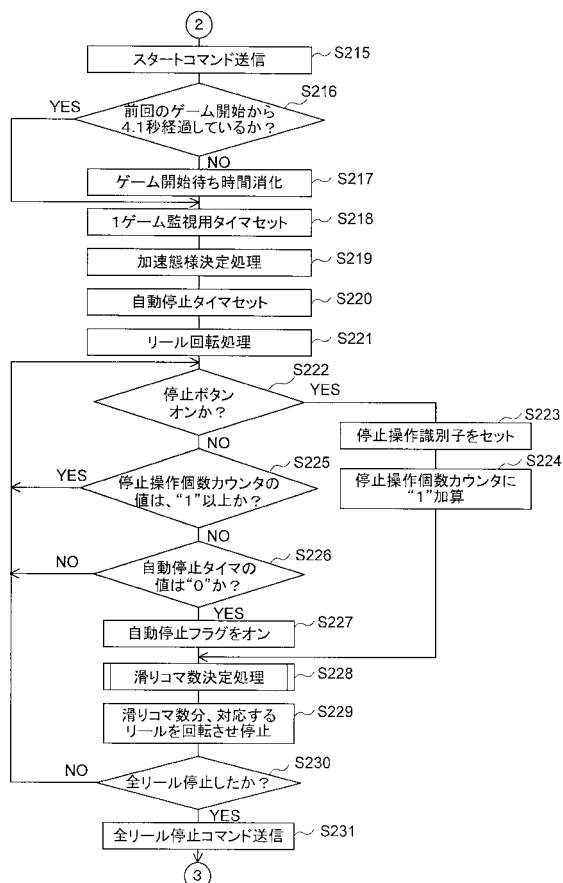 2
スタートコマンド送信
S215
S216
YES
前回のゲーム開始から
4.1秒経過しているか？
NO
ゲーム開始待ち時間消化
S217
1ゲーム監視用タイマセット
S218
加速態様決定処理
S219
自動停止タイマセット
S220
リール回転処理
S221
S222
停止ボタン
オンか？
YES
S223
停止操作識別子をセット
NO
S225
S224
停止操作個数カウンタに
“1”加算
YES
停止操作個数カウンタの
値は、“1”以上か？
NO
S226
NO
自動停止タイマの
値は“0”か？
YES
S227
自動停止フラグをオン
S228
滑りコマ数決定処理
S229
滑りコマ数分、対応する
リールを回転させ停止
S230
NO
全リール停止したか？
YES
S231
全リール停止コマンド送信
3